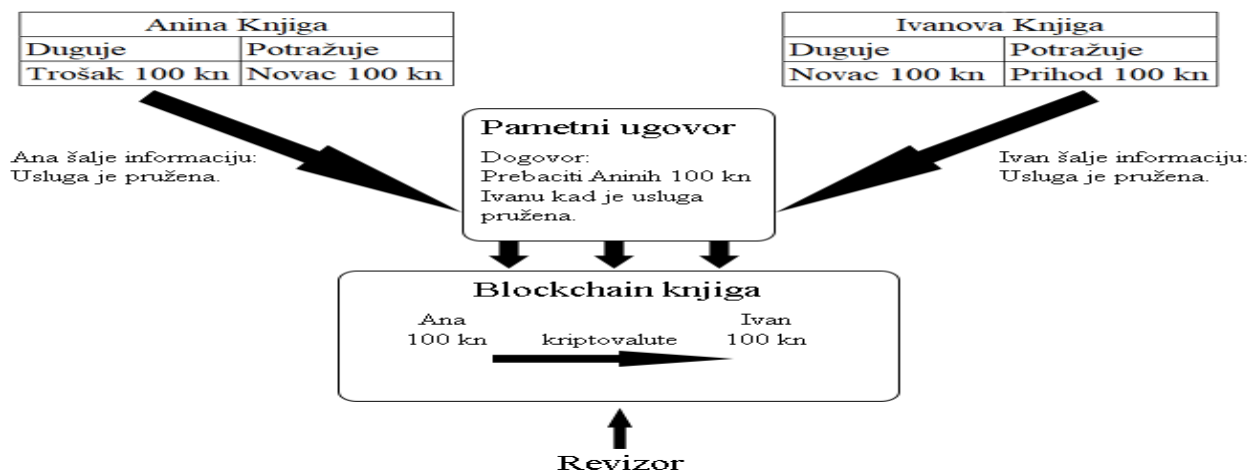 Anina Knjiga
Duguje Potražuje
Trošak 100 kn Novac 100 kn
Ivanova Knjiga
Duguje Potražuje
Novac 100 kn Prihod 100 kn
Ana šalje informaciju:
Usluga je pružena.
Pametni ugovor
Dogovor:
Prebaciti Aninih 100 kn
Ivanu kad je usluga
pružena.
Ivan šalje informaciju:
Usluga je pružena.
Blockchain knjiga
Ana Ivan
100 kn kriptovalute 100 kn
Revizor